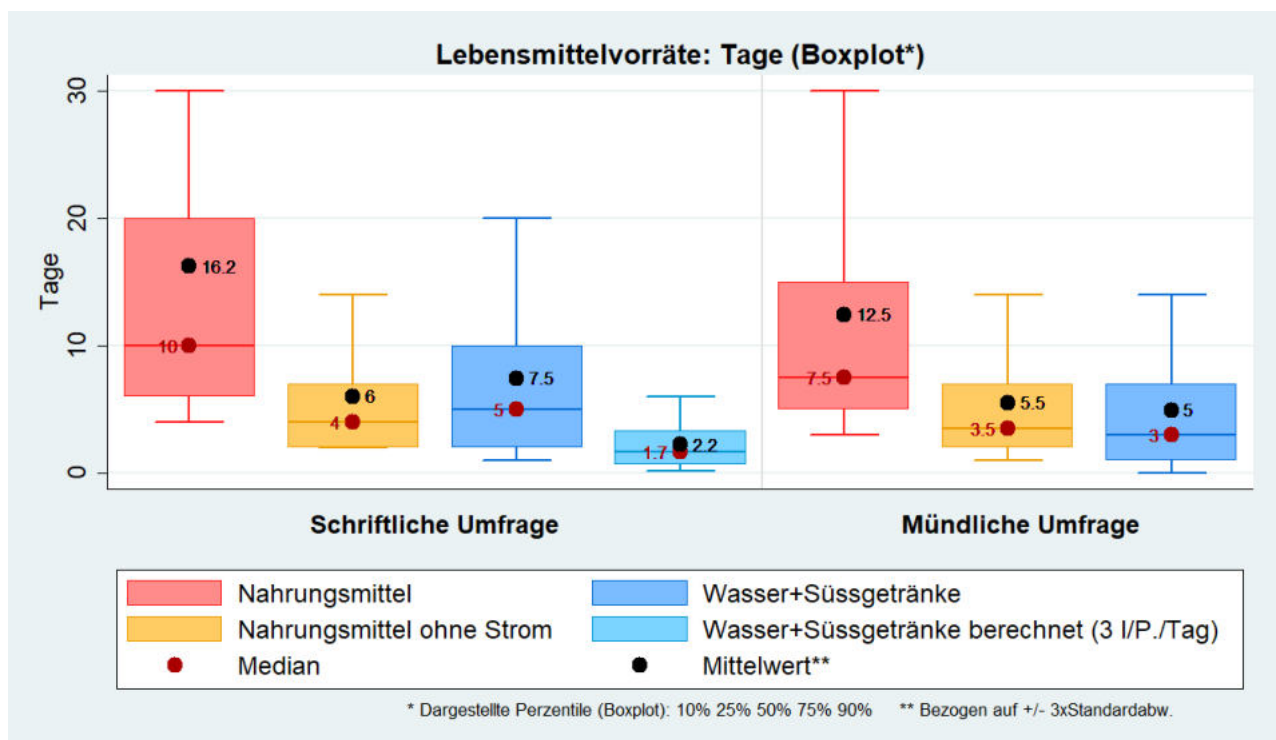 Lebensmittelvorräte: Tage (Boxplot*)
Tage
30
20
10
0
16.2
10
6
4
7.5
5
2.2
1.7
12.5
7.5
5.5
3.5
5
3
Schriftliche Umfrage
Mündliche Umfrage
Nahrungsmittel
Wasser+Süssgetränke
Nahrungsmittel ohne Strom
Wasser+Süssgetränke berechnet (3 l/P./Tag)
Median
Mittelwert**
* Dargestellte Perzentile (Boxplot): 10% 25% 50% 75% 90% ** Bezogen auf +/- 3xStandardabw.